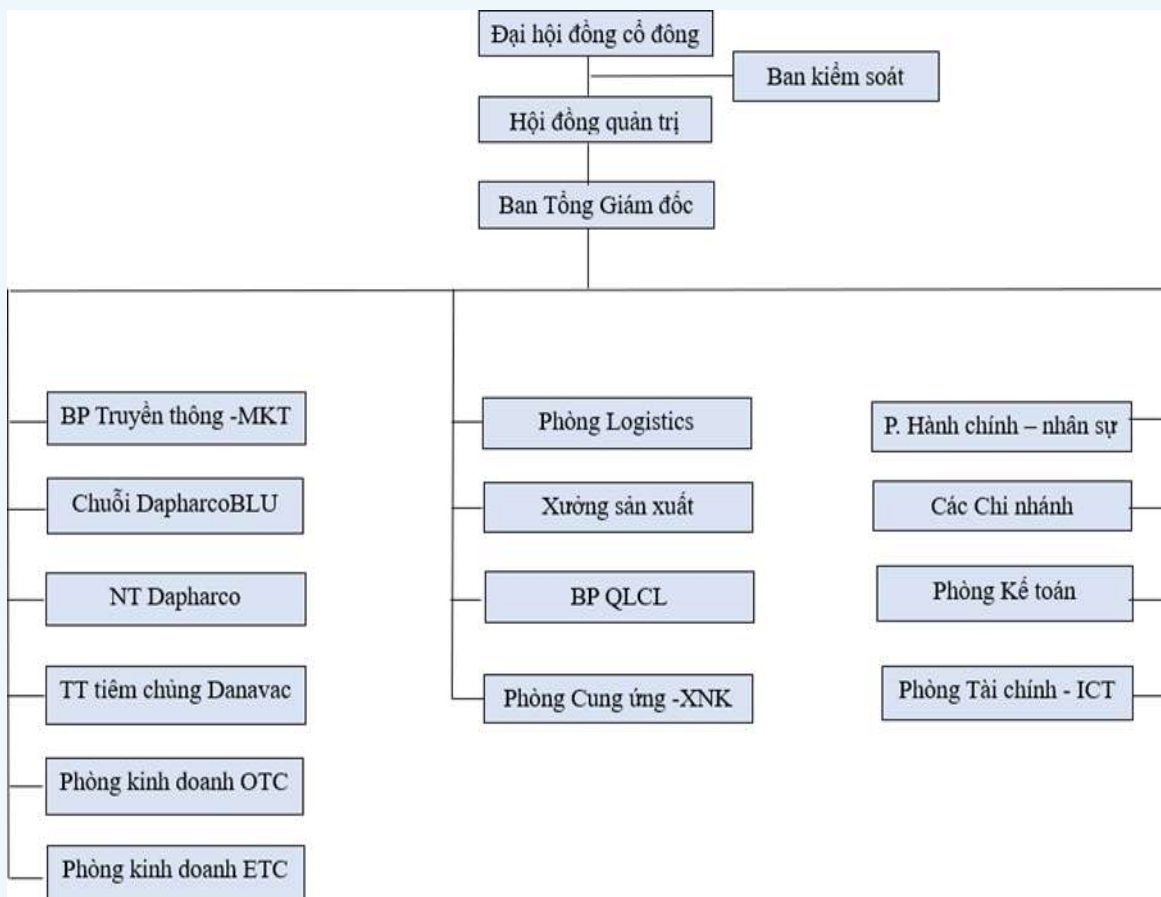 Đại hội đồng cổ đông
Ban kiểm soát
Hội đồng quản trị
Ban Tổng Giám đốc
BP Truyền thông -MKT
Chuỗi DapharcoBLU
NT Dapharco
TT tiêm chủng Danavac
Phòng kinh doanh OTC
Phòng kinh doanh ETC
Phòng Logistics
Xưởng sản xuất
BP QLCL
Phòng Cung ứng -XNK
P. Hành chính – nhân sự
Các Chi nhánh
Phòng Kế toán
Phòng Tài chính - ICT